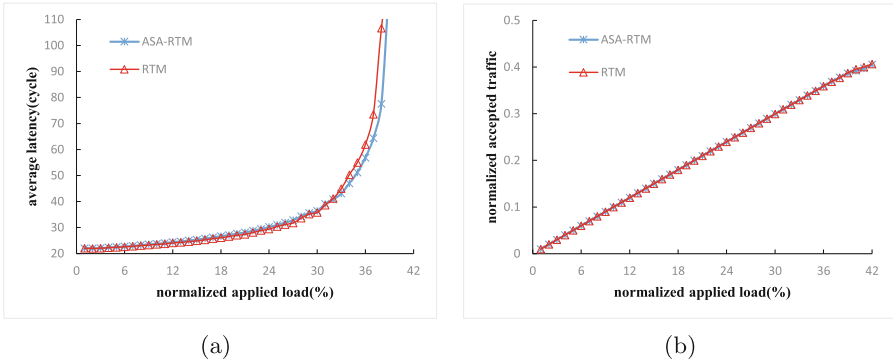 110
100
90
80
70
60
50
40
30
20
average latency(cycle)
ASA-RTM
RTM
0 6 12 18 24 30 36 42
normalized applied load(%)
(a)
0.5
0.4
0.3
0.2
0.1
0
normalized accepted traffic
ASA-RTM
RTM
0 6 12 18 24 30 36 42
normalized applied load(%)
(b)